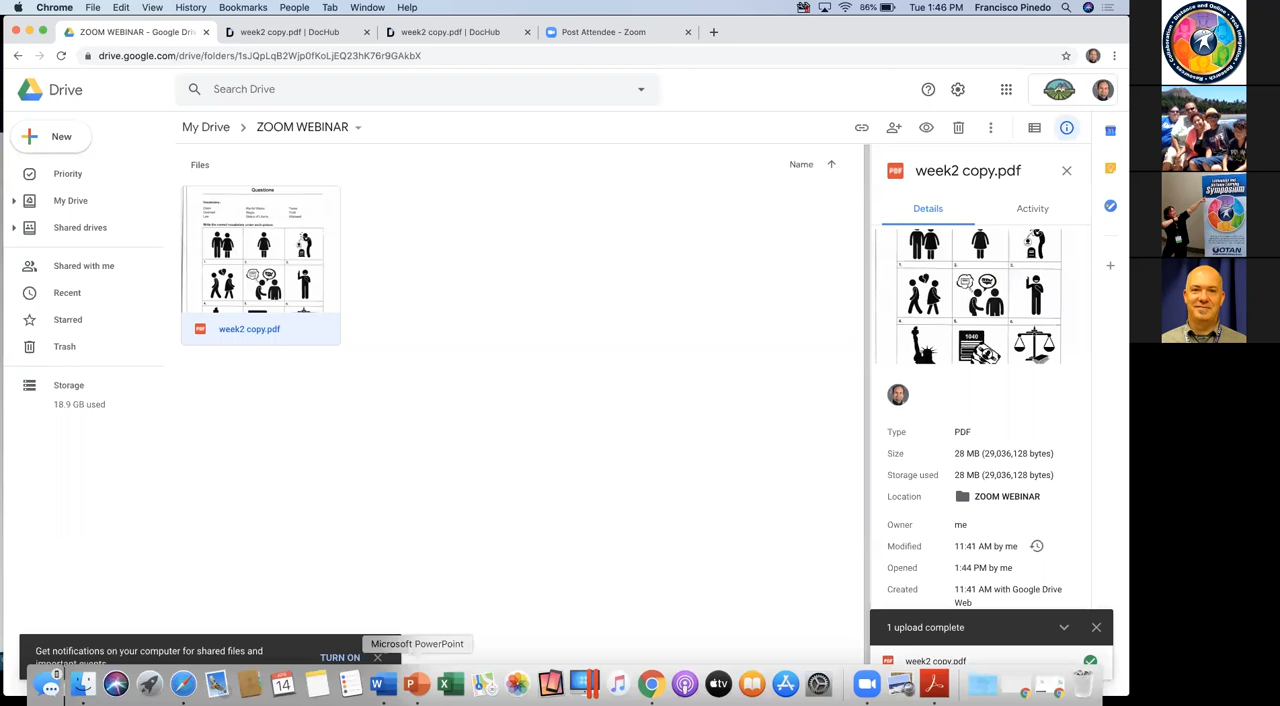 Chrome File Edit View History Bookmarks People Tab Window Help 86% Tue 1:46 PM Francisco Pinedo
ZOOM WEBINAR - Google Driv week2 copy.pdf | DocHub week2 copy.pdf | DocHub Post Attendee - Zoom
drive.google.com/drive/folders/1sJQpLqB2Wjp0fKoLjEQ23hK76r9GAkbX
Drive
Search Drive
New
Priority
My Drive
Shared drives
Shared with me
Recent
Starred
Trash
Storage
18.9 GB used
My Drive > ZOOM WEBINAR
Files
Name
Questions
week2 copy.pdf
PDF week2 copy.pdf
Details Activity
1040
Type PDF
Size 28 MB (29,036,128 bytes)
Storage used 28 MB (29,036,128 bytes)
Location ZOOM WEBINAR
Owner me
Modified 11:41 AM by me
Opened 1:44 PM by me
Created 11:41 AM with Google Drive
Web
1 upload complete
week2 copy.pdf
Microsoft PowerPoint
Get notifications on your computer for shared files and
important events.
TURN ON
14
Symposium
OTAN